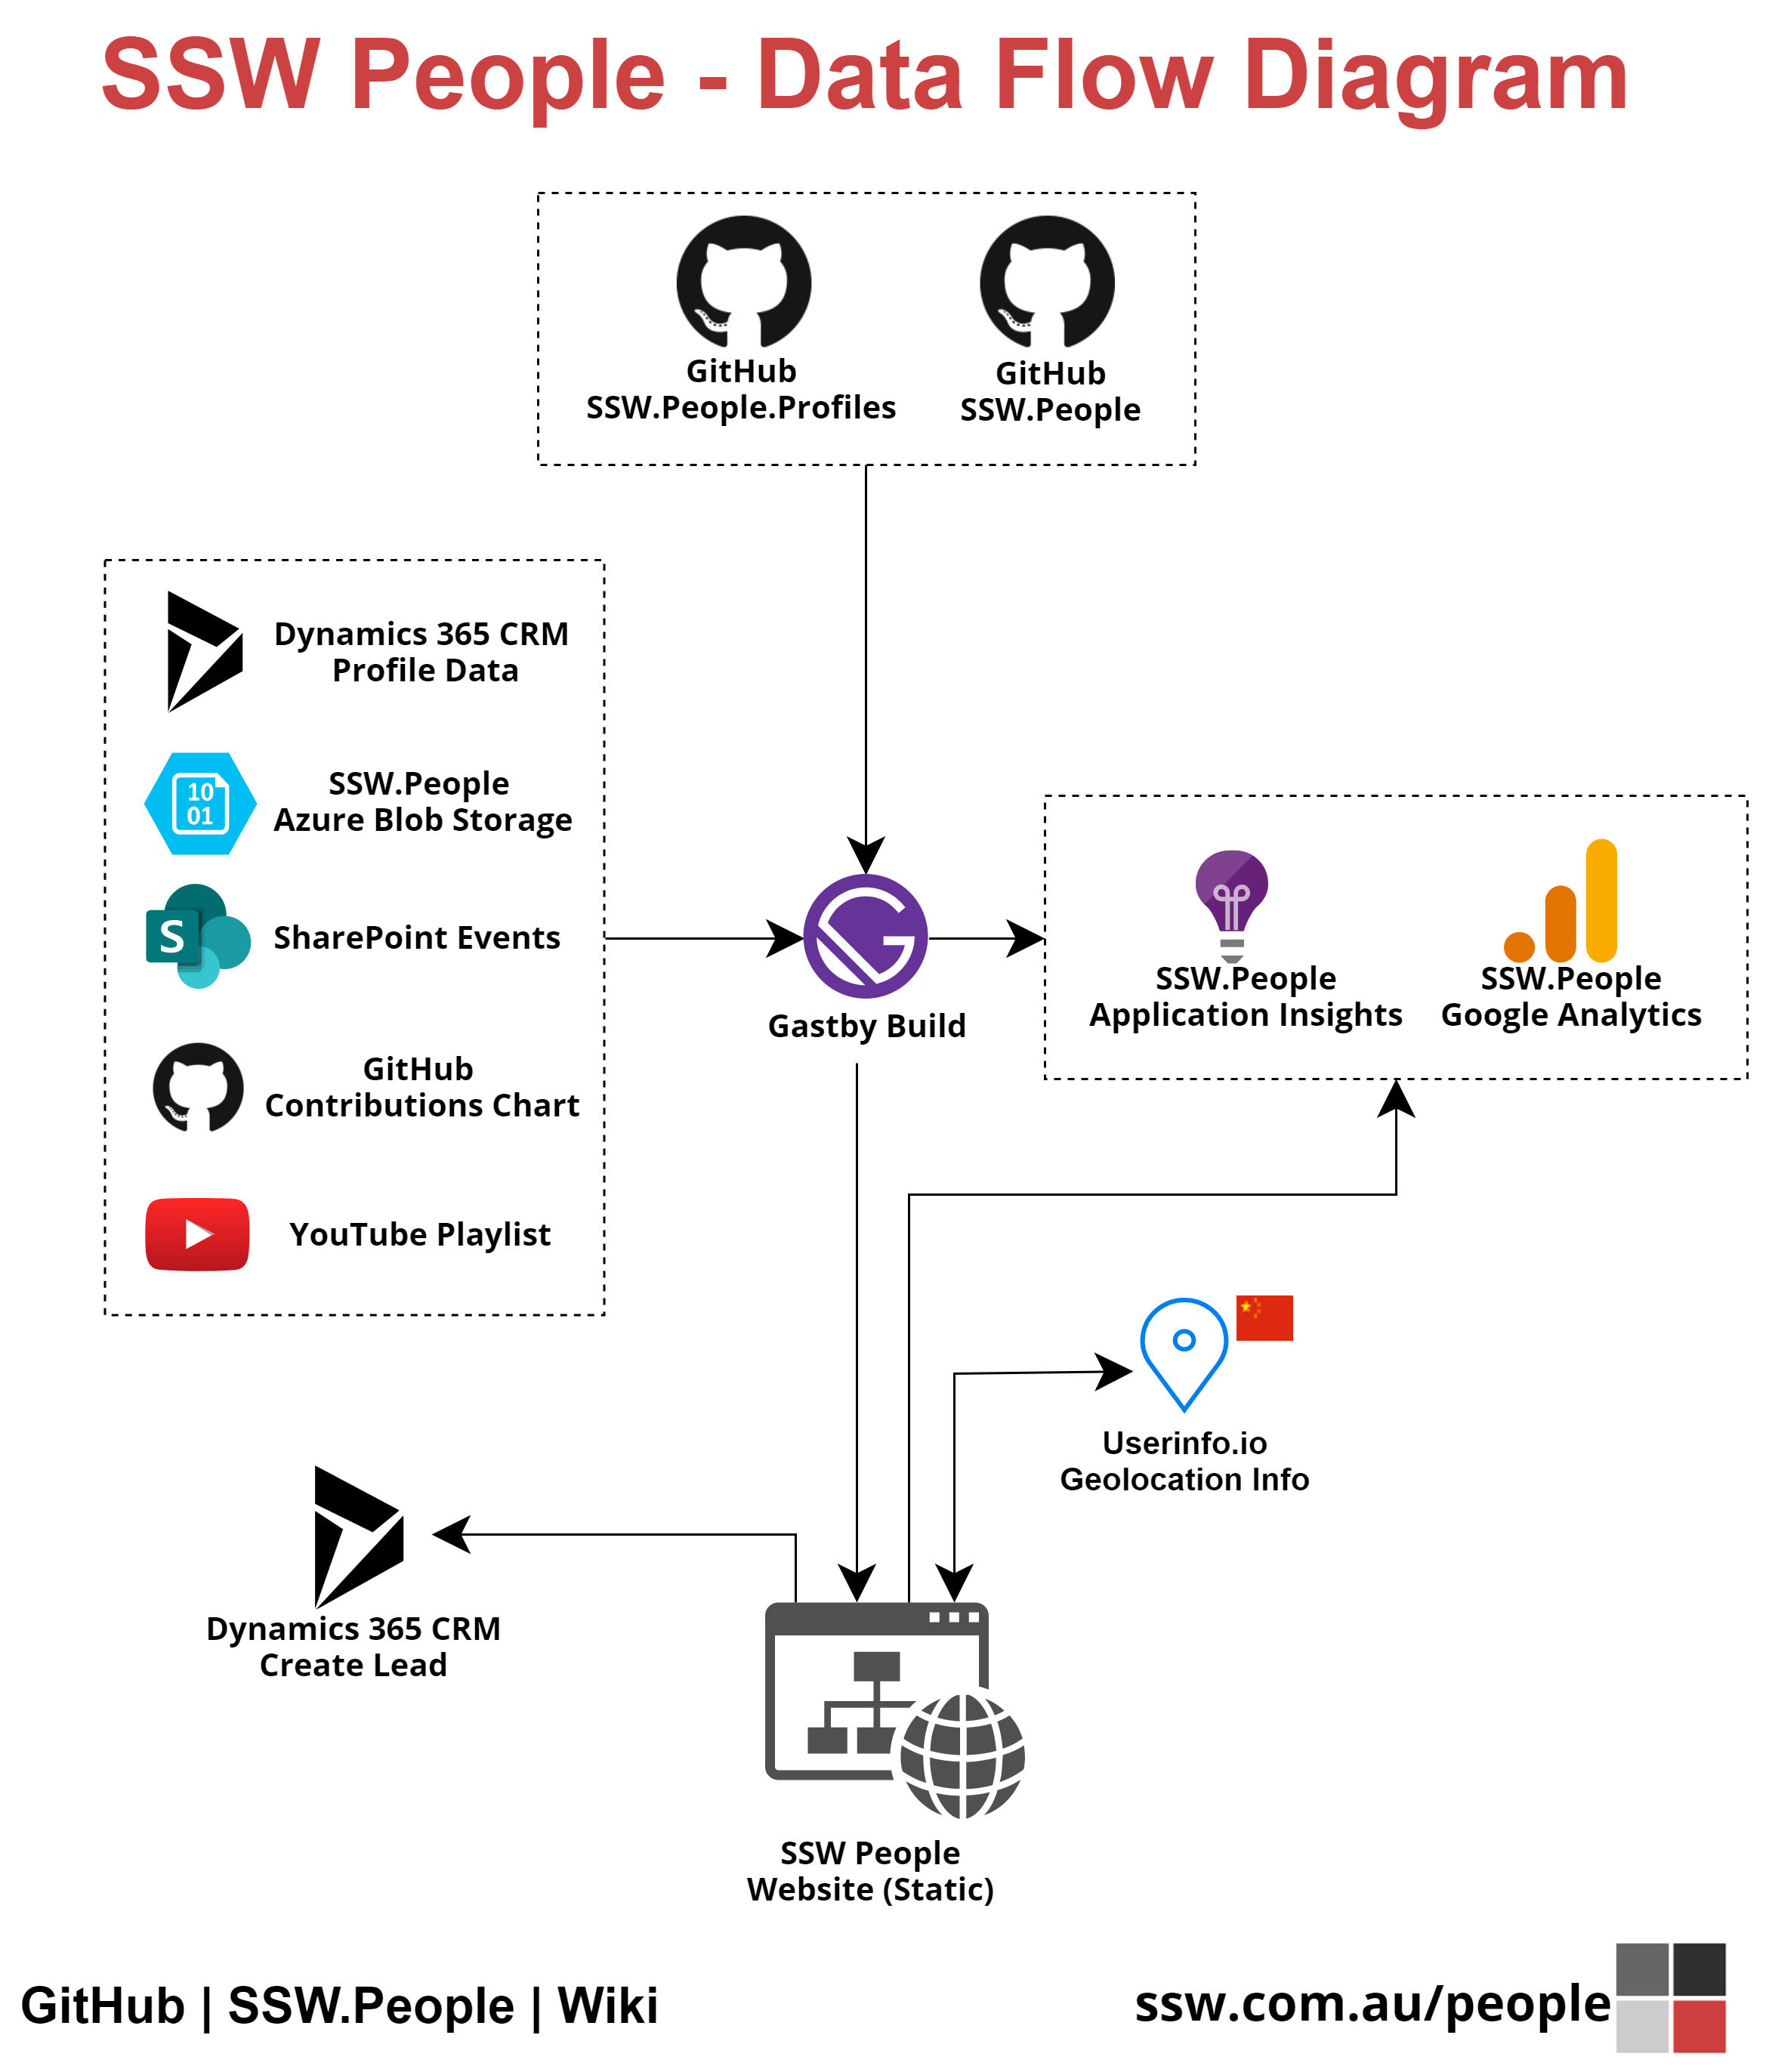 SSW People - Data Flow Diagram
GitHub
SSW.People.Profiles
GitHub
SSW.People
Dynamics 365 CRM
Profile Data
10
01
SSW.People
Azure Blob Storage
S
SharePoint Events
GitHub
Contributions Chart
YouTube Playlist
Gastby Build
SSW.People
Application Insights
SSW.People
Google Analytics
Userinfo.io
Geolocation Info
Dynamics 365 CRM
Create Lead
SSW People
Website (Static)
GitHub | SSW.People | Wiki
ssw.com.au/people